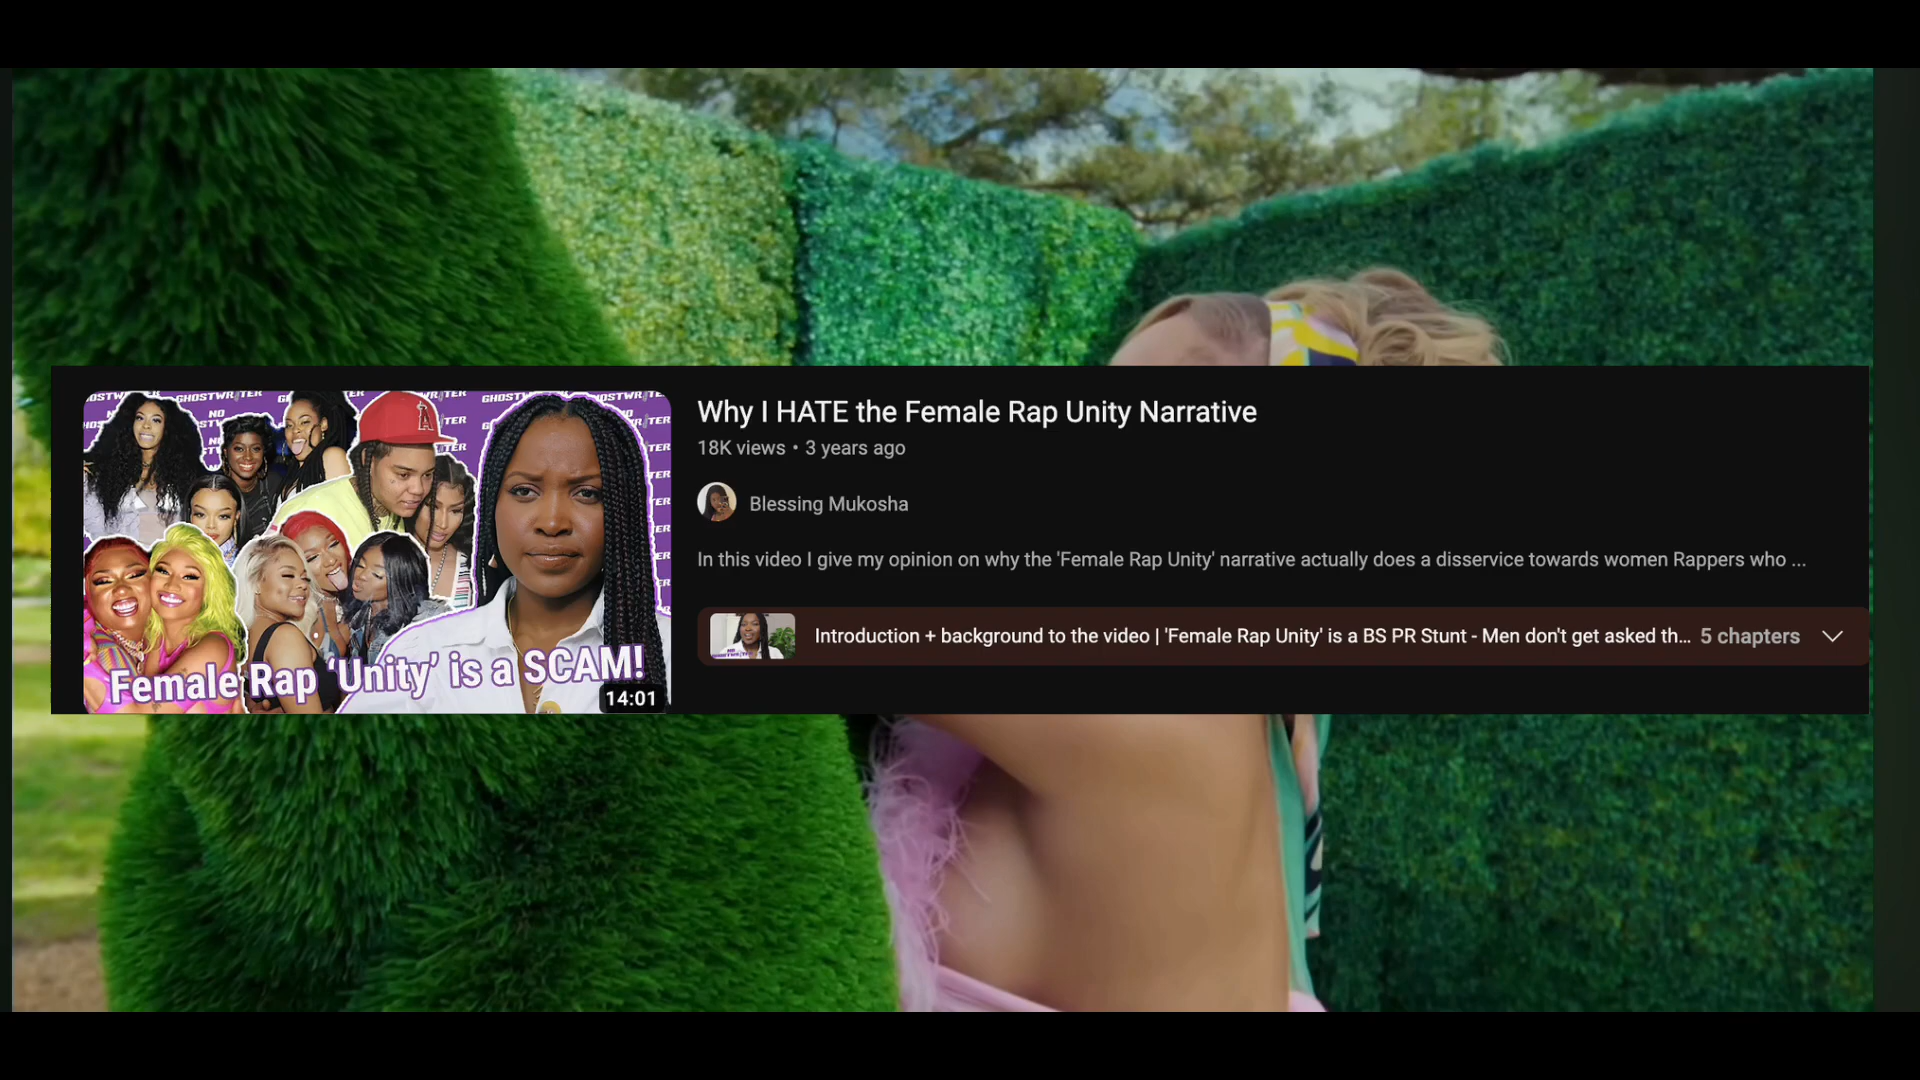 GHOSTWRITER
NO
Female Rap ‘Unity’ is a SCAM!
14:01
Why I HATE the Female Rap Unity Narrative
18K views • 3 years ago
Blessing Mukosha
In this video I give my opinion on why the 'Female Rap Unity' narrative actually does a disservice towards women Rappers who ...
Introduction + background to the video | 'Female Rap Unity' is a BS PR Stunt - Men don't get asked th... 5 chapters